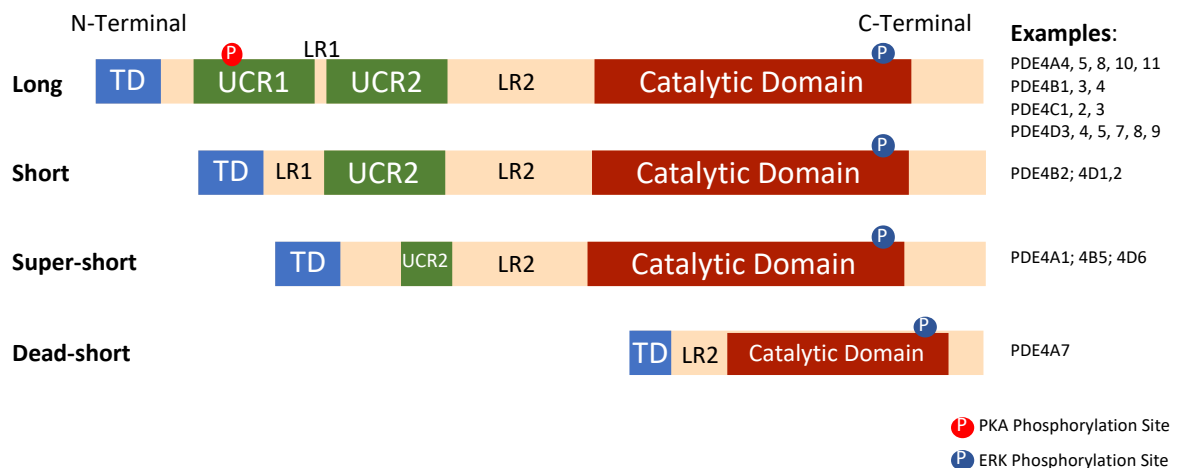 N-Terminal
C-Terminal
Examples:
P
LR1
P
Long
TD
UCR1
UCR2
LR2
Catalytic Domain
PDE4A4, 5, 8, 10, 11
PDE4B1, 3, 4
PDE4C1, 2, 3
PDE4D3, 4, 5, 7, 8, 9
P
Short
TD
LR1
UCR2
LR2
Catalytic Domain
PDE4B2; 4D1,2
P
Super-short
TD
UCR2
LR2
Catalytic Domain
PDE4A1; 4B5; 4D6
P
Dead-short
TD
LR2
Catalytic Domain
PDE4A7
P PKA Phosphorylation Site
P ERK Phosphorylation Site